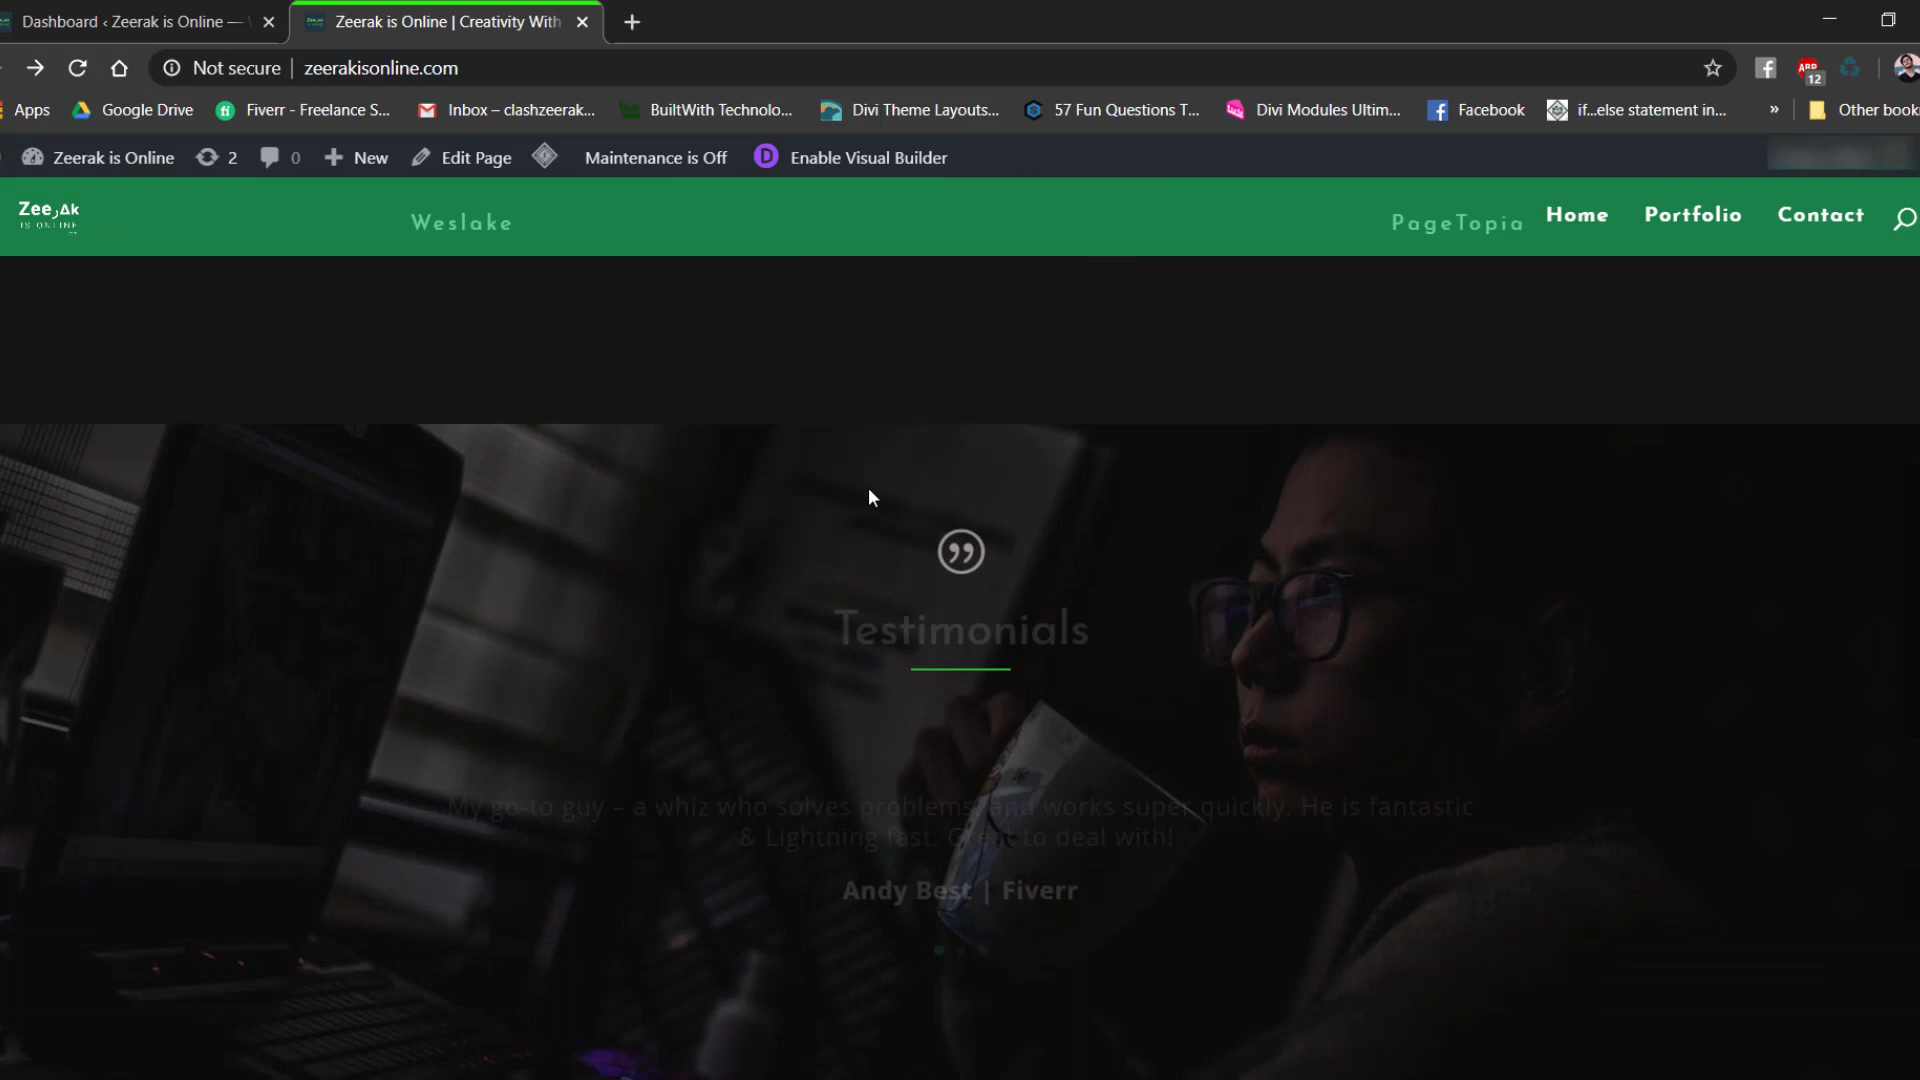 Dashboard ‹ Zeerak is Online —
Zeerak is Online | Creativity With
Not secure | zeerakisonline.com
ABP
12
Apps Google Drive Fiverr - Freelance S... Inbox – clashzeerak... BuiltWith Technolo... Divi Theme Layouts... 57 Fun Questions T... Divi Modules Ultim... Facebook if...else statement in... » Other book
Zeerak is Online 2 0 New Edit Page Maintenance is Off D Enable Visual Builder
Weslake PageTopia Home Portfolio Contact
IS ONLINE
Testimonials
My go-to guy – a whiz who solves problems, and works super quickly. He is fantastic
& Lightning fast. Great to deal with!
Andy Best | Fiverr